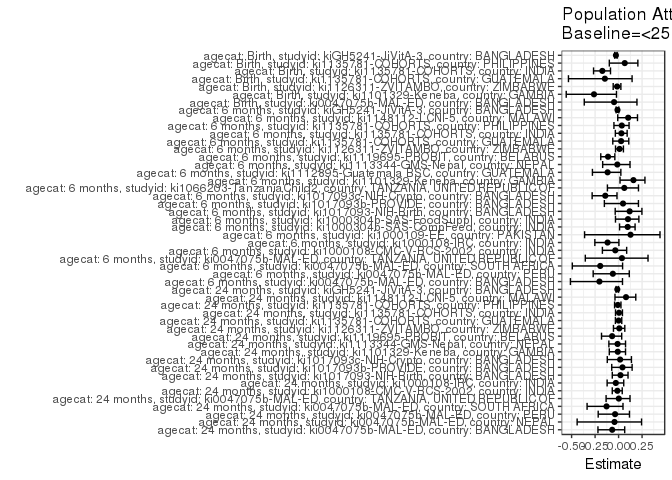 Population Att
Baseline=<25
agecat: Birth, studyid: kiGH5241-JiVitA-3, country: BANGLADESH
agecat: Birth, studyid: ki1135781-COHORTS, country: PHILIPPINES
agecat: Birth, studyid: ki1135781-COHORTS, country: INDIA
agecat: Birth, studyid: ki1135781-COHORTS, country: GUATEMALA
agecat: Birth, studyid: ki1126311-ZVITAMBO, country: ZIMBABWE
agecat: Birth, studyid: ki1101329-Keneba, country: GAMBIA
agecat: Birth, studyid: ki0047075b-MAL-ED, country: BANGLADESH
agecat: 6 months, studyid: kiGH5241-JiVitA-3, country: BANGLADESH
agecat: 6 months, studyid: ki1148112-LCNI-5, country: MALAWI
agecat: 6 months, studyid: ki1135781-COHORTS, country: PHILIPPINES
agecat: 6 months, studyid: ki1135781-COHORTS, country: INDIA
agecat: 6 months, studyid: ki1135781-COHORTS, country: GUATEMALA
agecat: 6 months, studyid: ki1126311-ZVITAMBO, country: ZIMBABWE
agecat: 6 months, studyid: ki1119695-PROBIT, country: BELARUS
agecat: 6 months, studyid: ki1113344-GMS-Nepal, country: NEPAL
agecat: 6 months, studyid: ki1112895-Guatemala BSC, country: GUATEMALA
agecat: 6 months, studyid: ki1101329-Keneba, country: GAMBIA
agecat: 6 months, studyid: ki1066203-TanzaniaChild2, country: TANZANIA, UNITED REPUBLIC OF
agecat: 6 months, studyid: ki1017093c-NIH-Crypto, country: BANGLADESH
agecat: 6 months, studyid: ki1017093b-PROVIDE, country: BANGLADESH
agecat: 6 months, studyid: ki1017093-NIH-Birth, country: BANGLADESH
agecat: 6 months, studyid: ki1000304b-SAS-FoodSuppl, country: INDIA
agecat: 6 months, studyid: ki1000304b-SAS-CompFeed, country: INDIA
agecat: 6 months, studyid: ki1000109-EE, country: PAKISTAN
agecat: 6 months, studyid: ki1000108-IRC, country: INDIA
agecat: 6 months, studyid: ki1000108-CMC-V-BCS-2002, country: INDIA
agecat: 6 months, studyid: ki0047075b-MAL-ED, country: TANZANIA, UNITED REPUBLIC OF
agecat: 6 months, studyid: ki0047075b-MAL-ED, country: SOUTH AFRICA
agecat: 6 months, studyid: ki0047075b-MAL-ED, country: PERU
agecat: 6 months, studyid: ki0047075b-MAL-ED, country: BANGLADESH
agecat: 24 months, studyid: kiGH5241-JiVitA-3, country: BANGLADESH
agecat: 24 months, studyid: ki1148112-LCNI-5, country: MALAWI
agecat: 24 months, studyid: ki1135781-COHORTS, country: PHILIPPINES
agecat: 24 months, studyid: ki1135781-COHORTS, country: INDIA
agecat: 24 months, studyid: ki1135781-COHORTS, country: GUATEMALA
agecat: 24 months, studyid: ki1126311-ZVITAMBO, country: ZIMBABWE
agecat: 24 months, studyid: ki1119695-PROBIT, country: BELARUS
agecat: 24 months, studyid: ki1113344-GMS-Nepal, country: NEPAL
agecat: 24 months, studyid: ki1101329-Keneba, country: GAMBIA
agecat: 24 months, studyid: ki1017093c-NIH-Crypto, country: BANGLADESH
agecat: 24 months, studyid: ki1017093b-PROVIDE, country: BANGLADESH
agecat: 24 months, studyid: ki1017093-NIH-Birth, country: BANGLADESH
agecat: 24 months, studyid: ki1000108-IRC, country: INDIA
agecat: 24 months, studyid: ki1000108-CMC-V-BCS-2002, country: INDIA
agecat: 24 months, studyid: ki0047075b-MAL-ED, country: TANZANIA, UNITED REPUBLIC OF
agecat: 24 months, studyid: ki0047075b-MAL-ED, country: SOUTH AFRICA
agecat: 24 months, studyid: ki0047075b-MAL-ED, country: PERU
agecat: 24 months, studyid: ki0047075b-MAL-ED, country: NEPAL
agecat: 24 months, studyid: ki0047075b-MAL-ED, country: BANGLADESH
-0.50 -0.25 0.00 0.25
Estimate